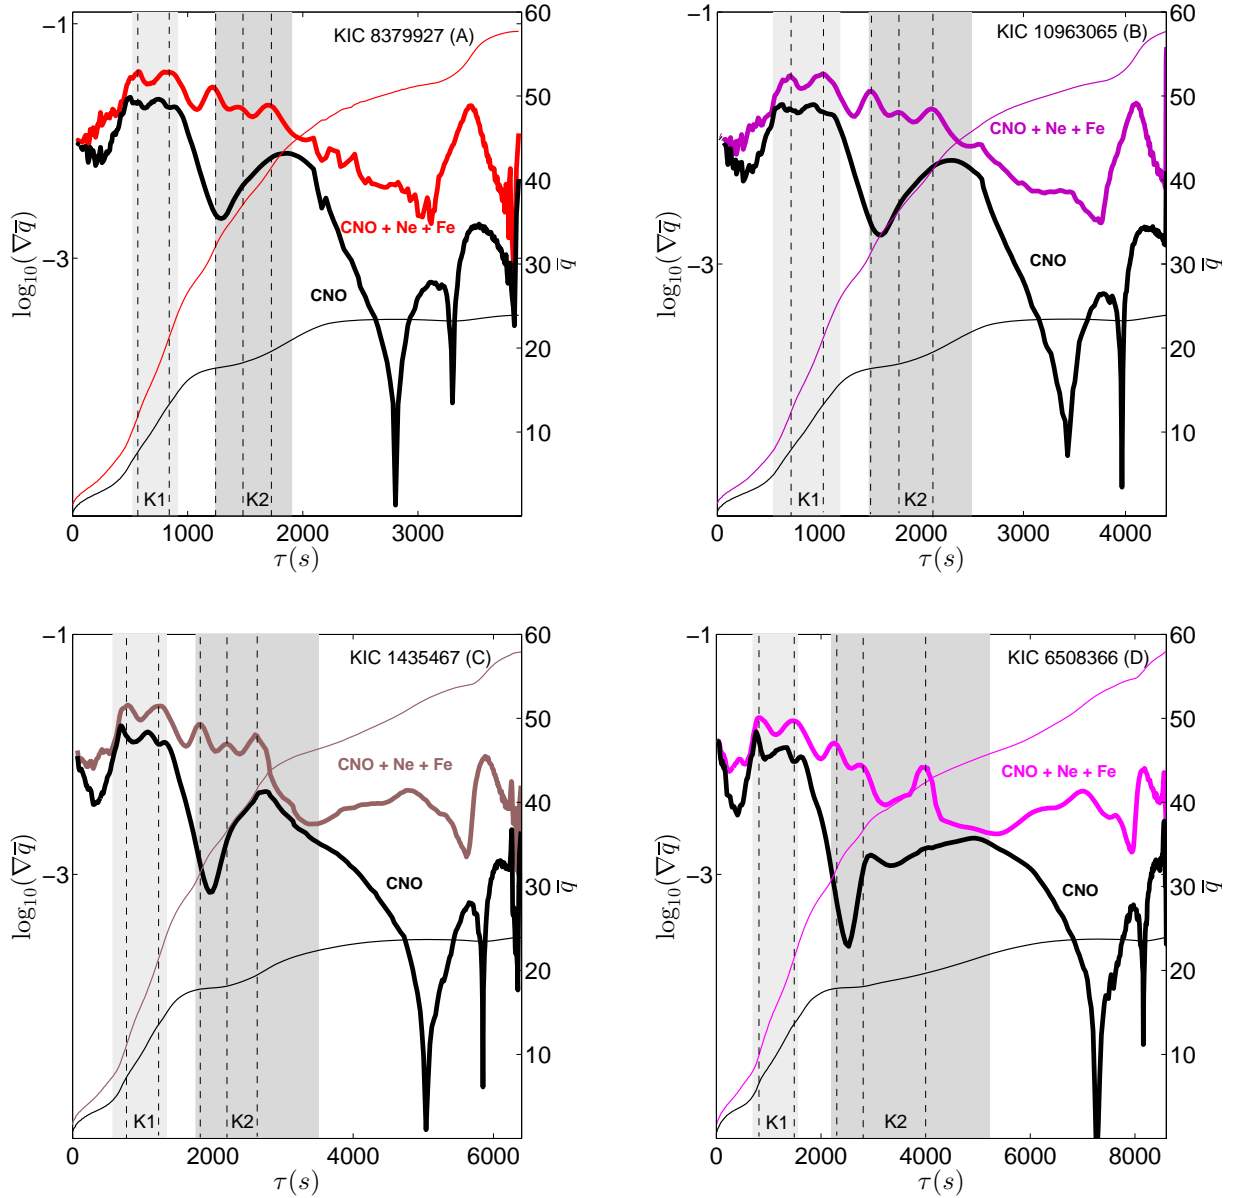 KIC 8379927 (A)
−1
−3
log₁₀(∇q̅)
60
50
40
30
20
10
q̅
CNO + Ne + Fe
CNO
K1
K2
0
1000
2000
3000
τ(s)
KIC 10963065 (B)
−1
−3
log₁₀(∇q̅)
60
50
40
30
20
10
q̅
CNO + Ne + Fe
CNO
K1
K2
0
1000
2000
3000
4000
τ(s)
KIC 1435467 (C)
−1
−3
log₁₀(∇q̅)
60
50
40
30
20
10
q̅
CNO + Ne + Fe
CNO
K1
K2
0
2000
4000
6000
τ(s)
KIC 6508366 (D)
−1
−3
log₁₀(∇q̅)
60
50
40
30
20
10
q̅
CNO + Ne + Fe
CNO
K1
K2
0
2000
4000
6000
8000
τ(s)